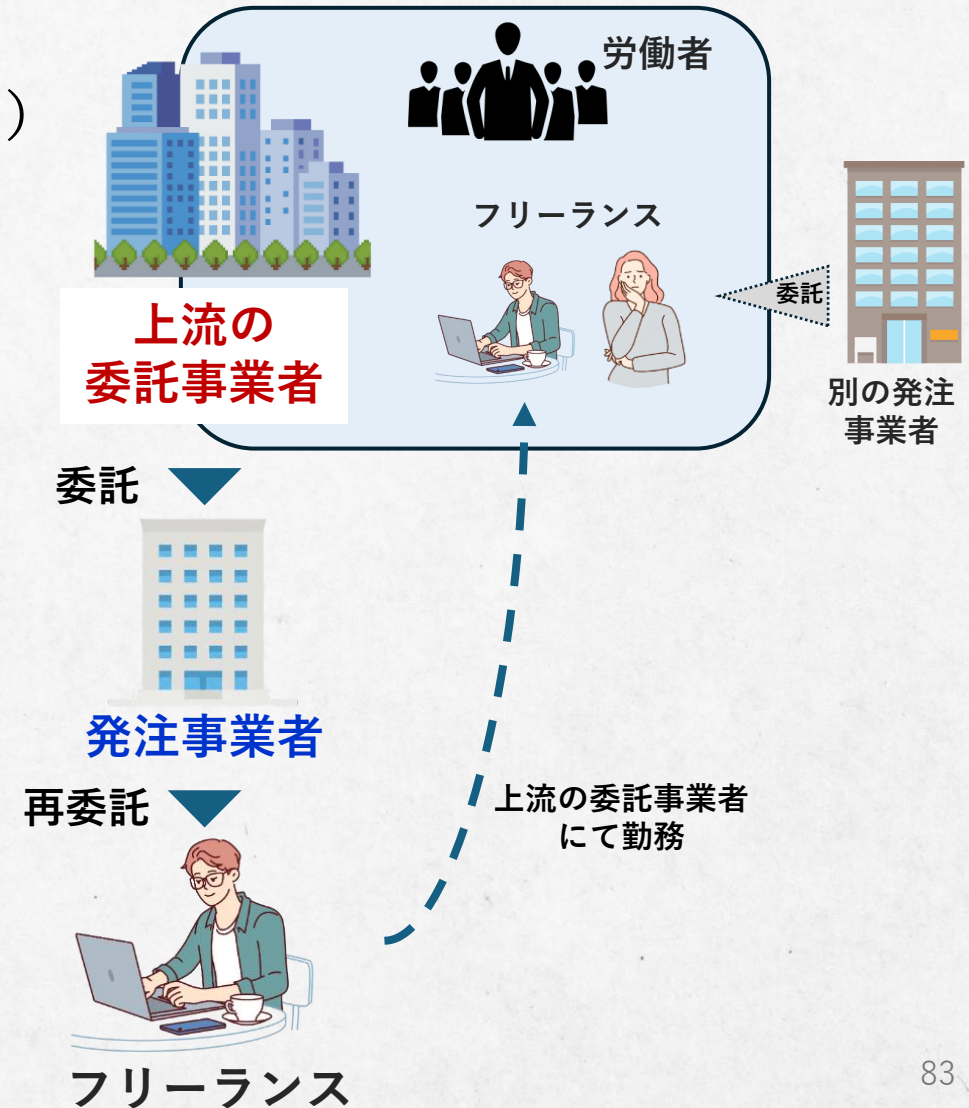 ）
労働者
フリーランス
上流の
委託事業者
委託
別の発注
事業者
委託
発注事業者
再委託
上流の委託事業者
にて勤務
フリーランス
83